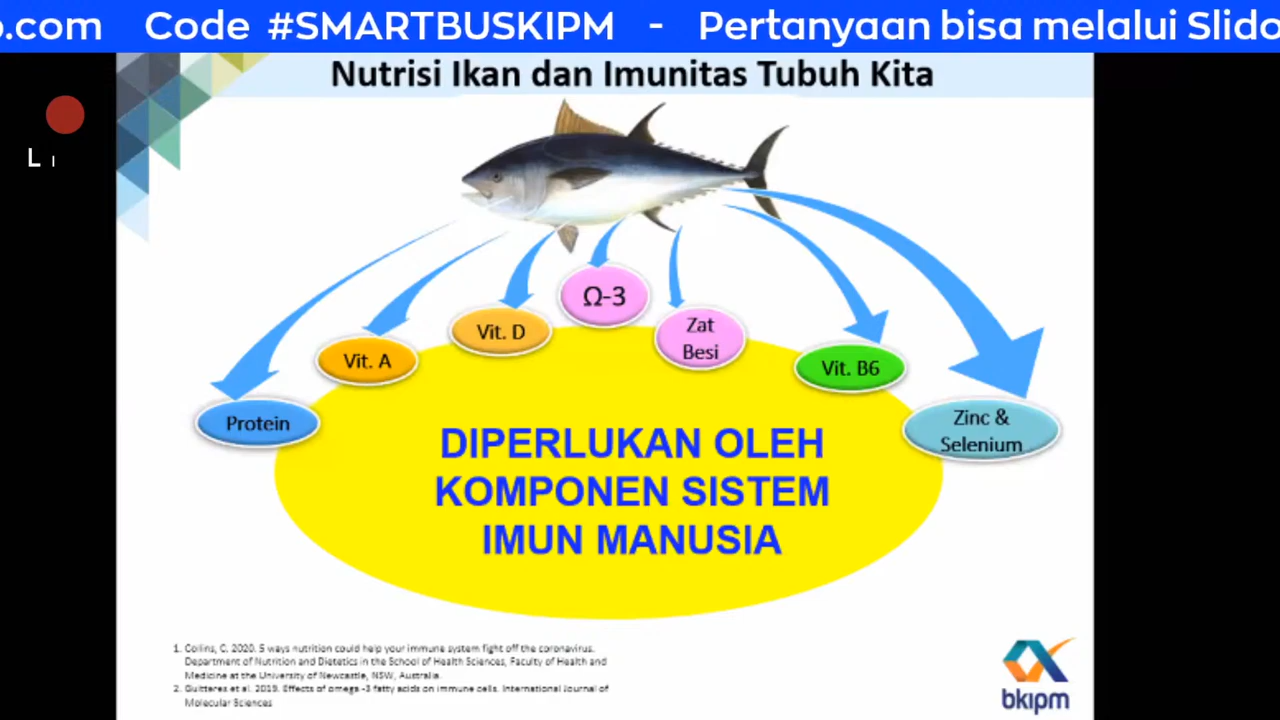 o.com Code #SMARTBUSKIPM - Pertanyaan bisa melalui Slido
Nutrisi Ikan dan Imunitas Tubuh Kita
L
Ω-3
Vit. D
Zat
Besi
Vit. A
Vit. B6
Protein
Zinc &
Selenium
DIPERLUKAN OLEH
KOMPONEN SISTEM
IMUN MANUSIA
1. Collins, C. 2020. 5 ways nutrition could help your immune system fight off the coronavirus.
Department of Nutrition and Dietetics in the School of Health Sciences, Faculty of Health and
Medicine at the University of Newcastle, NSW, Australia.
2. Guitteres et al. 2019. Effects of omega -3 fatty acids on immune cells. International Journal of
Molecular Sciences
bkipm